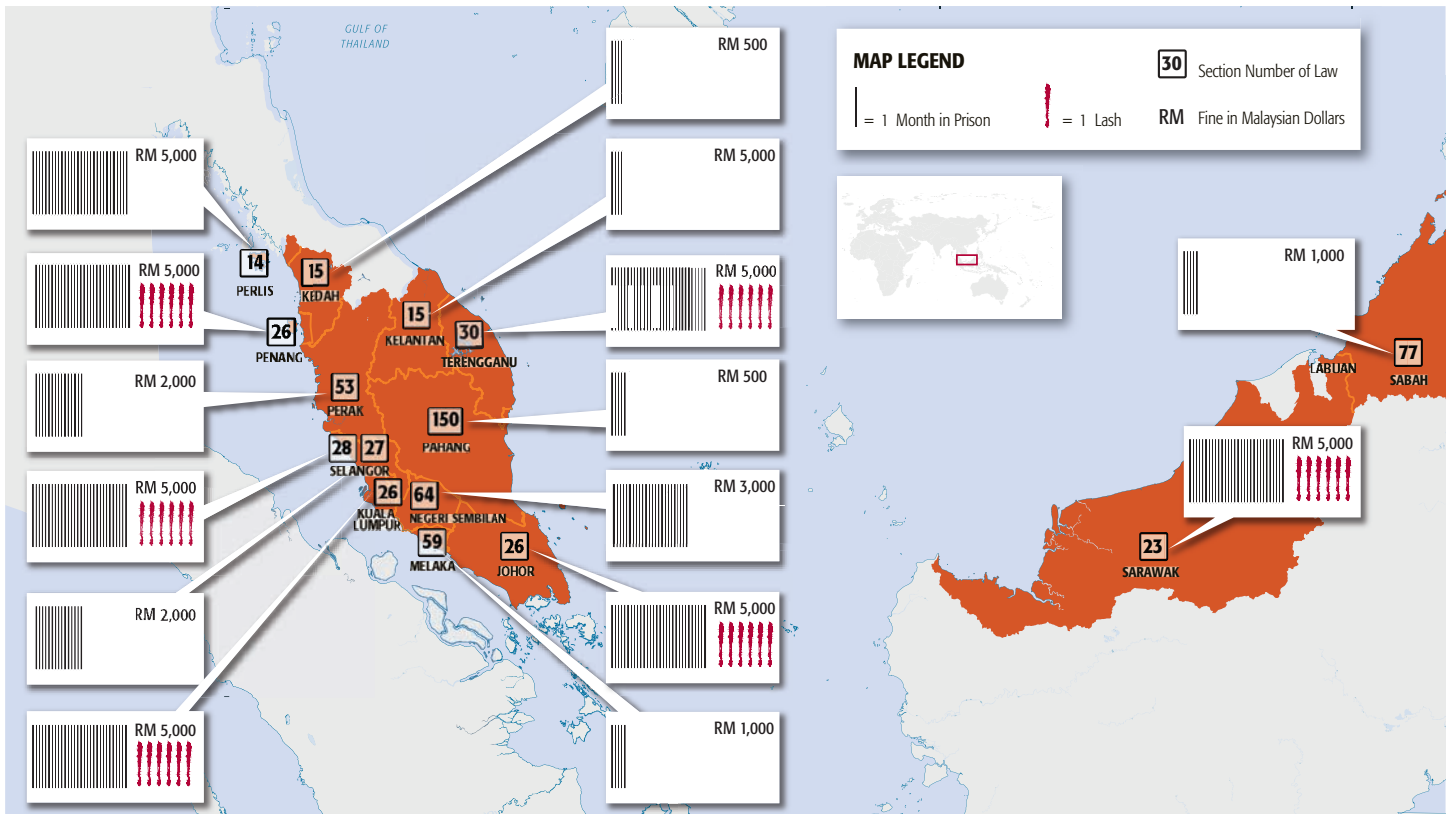 GULF OF
THAILAND
RM 500
MAP LEGEND
30 Section Number of Law
= 1 Month in Prison
= 1 Lash
RM Fine in Malaysian Dollars
RM 5,000
RM 5,000
RM 5,000
RM 5,000
RM 1,000
14
PERLIS
15
KEDAH
15
KELANTAN
30
TERENGGANU
26
PENANG
77
SABAH
LABUAN
RM 2,000
RM 500
53
PERAK
150
PAHANG
28
27
SELANGOR
RM 5,000
RM 5,000
RM 3,000
26
KUALA
LUMPUR
64
NEGERI SEMBILAN
59
MELAKA
26
JOHOR
23
SARAWAK
RM 2,000
RM 5,000
RM 5,000
RM 1,000